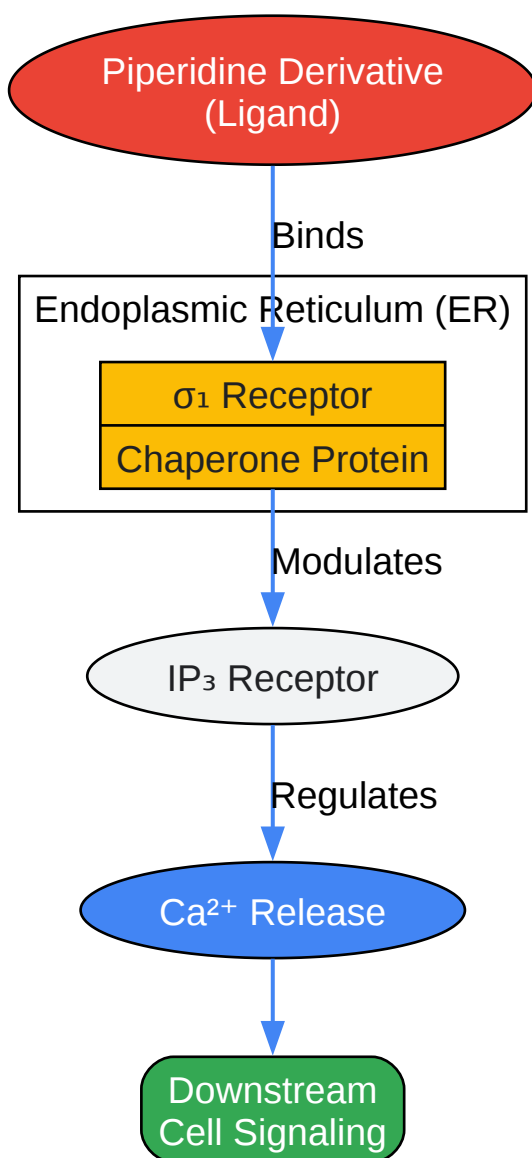 Piperidine Derivative
(Ligand)
Binds
Endoplasmic Reticulum (ER)
σ₁ Receptor
Chaperone Protein
Modulates
IP₃ Receptor
Regulates
Ca²⁺ Release
Downstream
Cell Signaling